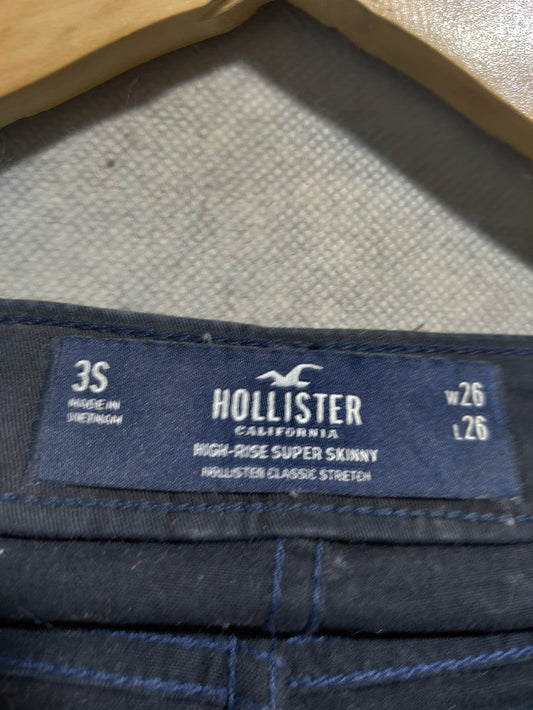 3S
MADE IN
VIETNAM
HOLLISTER
CALIFORNIA
HIGH-RISE SUPER SKINNY
HOLLISTER CLASSIC STRETCH
W26
L26